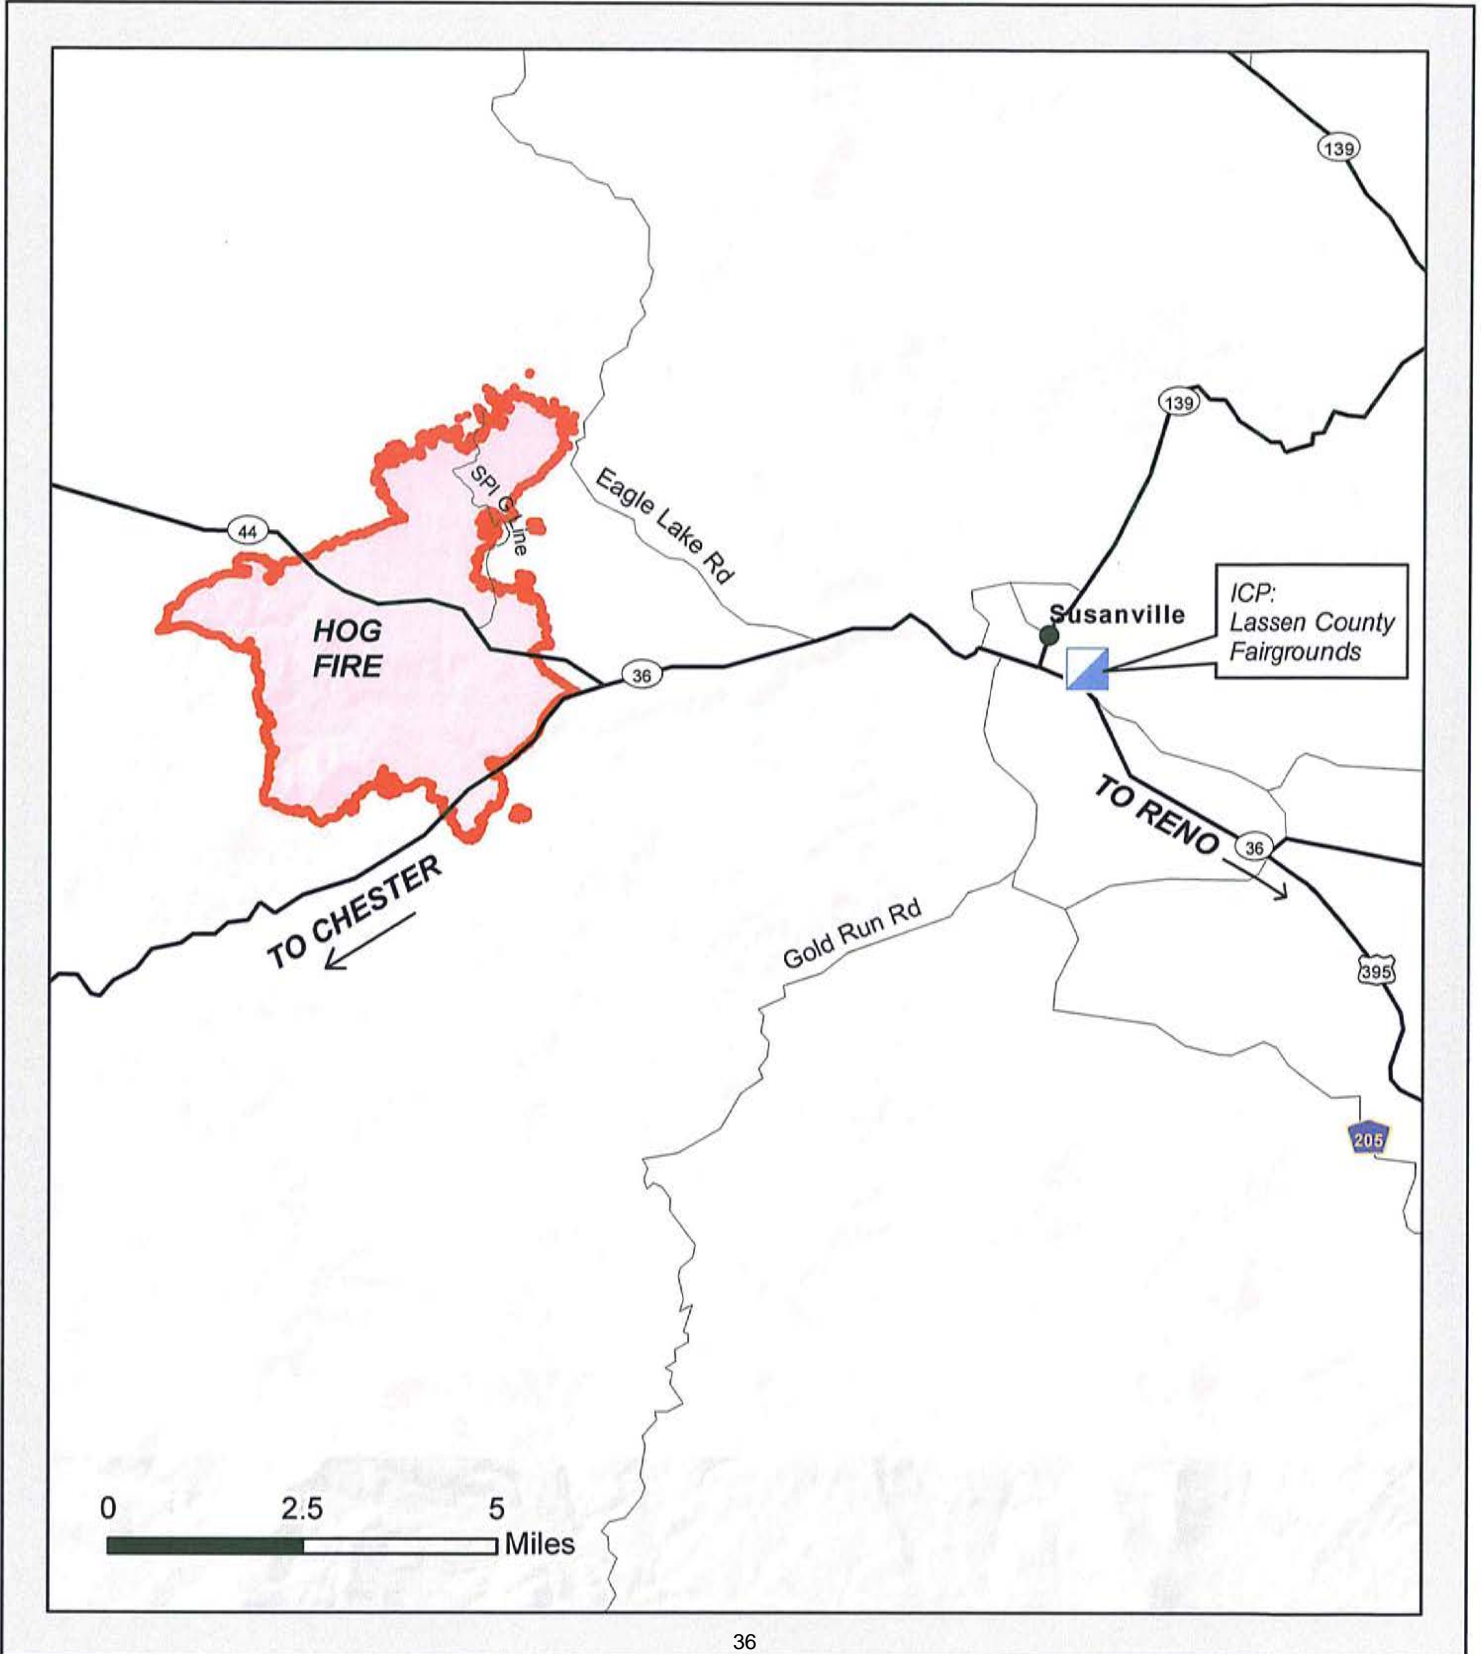 139
139
SPI G Line
Eagle Lake Rd
44
HOG
FIRE
36
Susanville
ICP:
Lassen County
Fairgrounds
TO RENO
36
TO CHESTER
Gold Run Rd
395
205
0 2.5 5
Miles
36